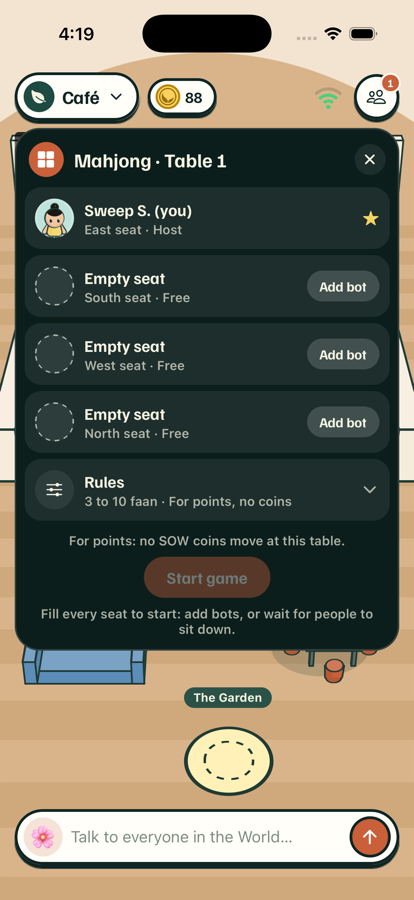 4:19
Café
88
1
Mahjong · Table 1
Sweep S. (you)
East seat · Host
Empty seat
South seat · Free
Add bot
Empty seat
West seat · Free
Add bot
Empty seat
North seat · Free
Add bot
Rules
3 to 10 faan · For points, no coins
For points: no SOW coins move at this table.
Start game
Fill every seat to start: add bots, or wait for people to
sit down.
The Garden
Talk to everyone in the World...